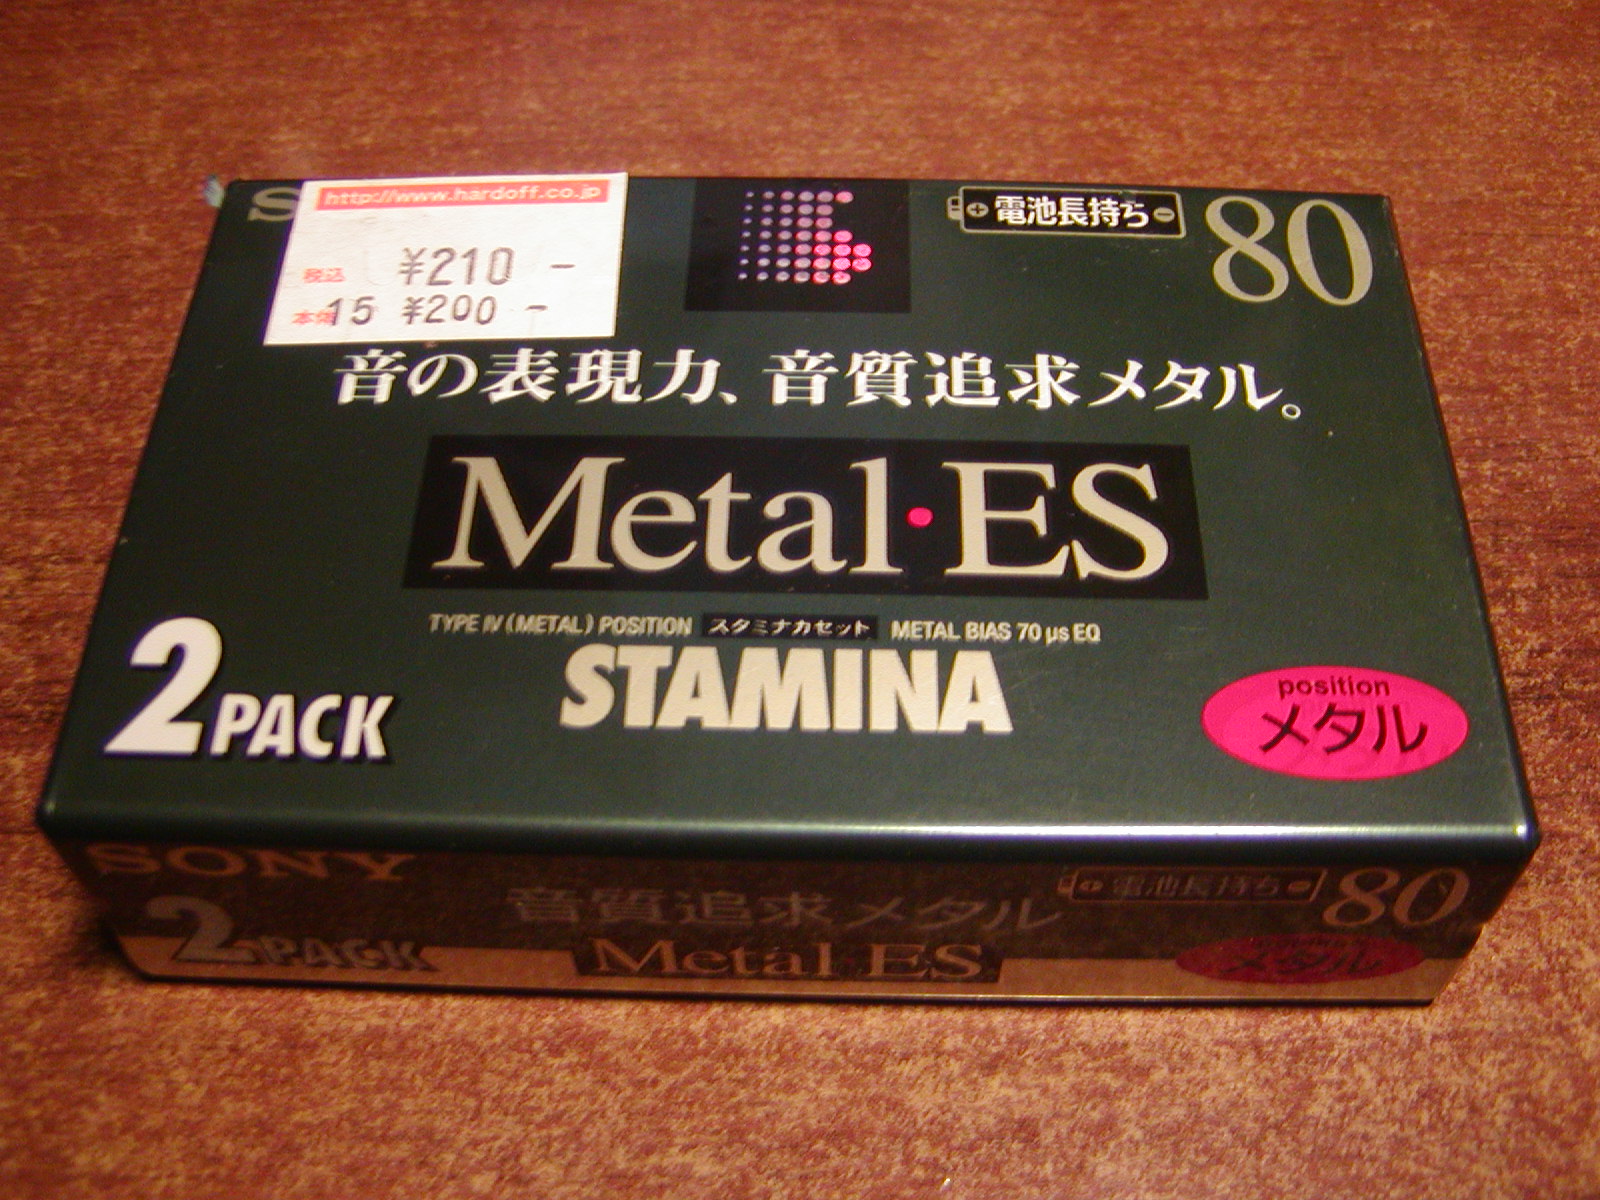 http://www.hardoff.co.jp
税込 ¥210 -
本価 15 ¥200 -
電池長持ち
80
音の表現力、音質追求メタル。
Metal·ES
TYPE IV (METAL) POSITION スタミナカセット METAL BIAS 70 μs EQ
STAMINA
2PACK
position
メタル
SONY
電池長持ち
80
音質追求メタル
2PACK
Metal ES
メタル